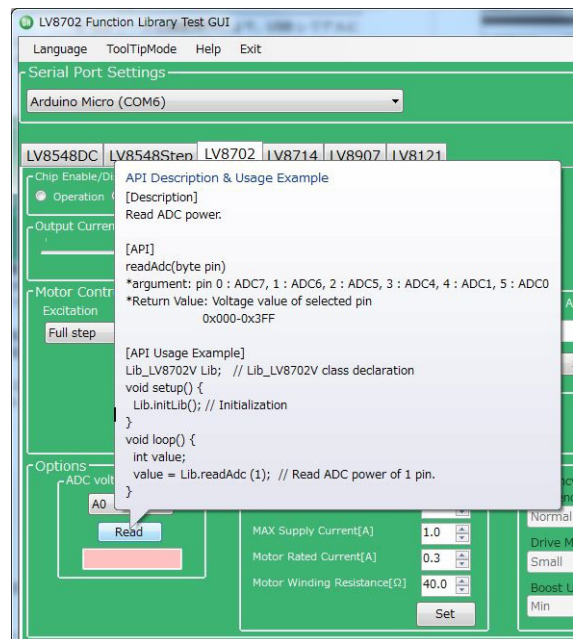 LV8702 Function Library Test GUI
Language ToolTipMode Help Exit
Serial Port Settings
Arduino Micro (COM6)
LV8548DC LV8548Step LV8702 LV8714 LV8907 LV8121
Chip Enable/Di
Operation
Output Curren
Motor Contr
Excitation
Full step
API Description & Usage Example
[Description]
Read ADC power.
[API]
readAdc(byte pin)
*argument: pin 0 : ADC7, 1 : ADC6, 2 : ADC5, 3 : ADC4, 4 : ADC1, 5 : ADC0
*Return Value: Voltage value of selected pin
0x000-0x3FF
[API Usage Example]
Lib_LV8702V Lib; // Lib_LV8702V class declaration
void setup() {
Lib.initLib(); // Initialization
}
void loop() {
int value;
value = Lib.readAdc (1); // Read ADC power of 1 pin.
}
Options
ADC volt
A0
Read
MAX Supply Current[A] 1.0
Motor Rated Current[A] 0.3
Motor Winding Resistance[Ω] 40.0
Set
Normal
Drive M
Small
Boost U
Min